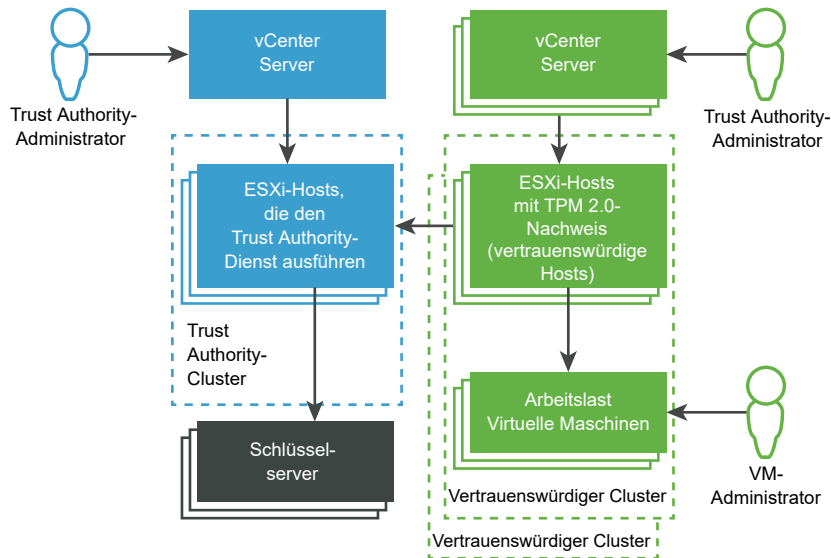 Trust Authority-
Administrator
vCenter
Server
vCenter
Server
Trust Authority-
Administrator
ESXi-Hosts,
die den
Trust Authority-
Dienst ausführen
ESXi-Hosts
mit TPM 2.0-
Nachweis
(vertrauenswürdige
Hosts)
Trust
Authority-
Cluster
Arbeitslast
Virtuelle Maschinen
Schlüssel-
server
VM-
Administrator
Vertrauenswürdiger Cluster
Vertrauenswürdiger Cluster